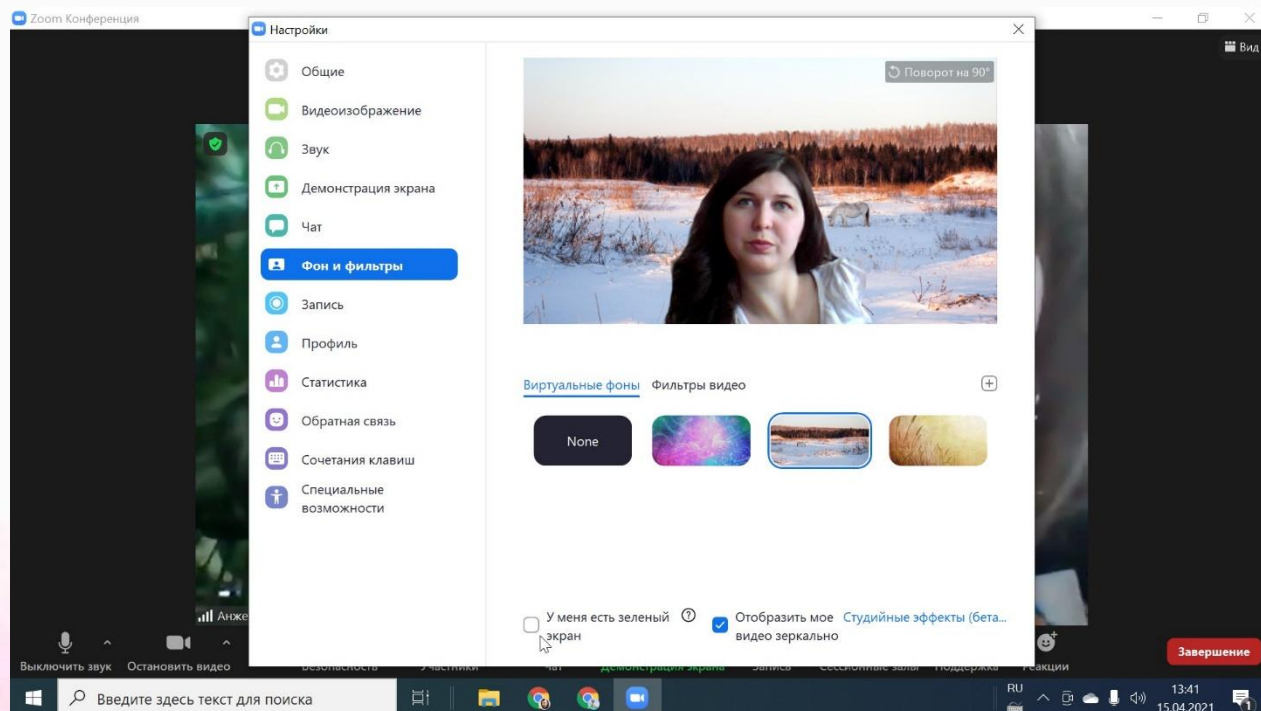 Zoom Конференция
Настройки
Вид
Общие
Видеоизображение
Звук
Демонстрация экрана
Чат
Фон и фильтры
Запись
Профиль
Статистика
Обратная связь
Сочетания клавиш
Специальные
возможности
Поворот на 90°
Виртуальные фоны Фильтры видео
None
У меня есть зеленый
экран
Отобразить мое
видео зеркально
Студийные эффекты (бета...
Анже
Выключить звук Остановить видео Безопасность Участники Чат Демонстрация экрана Запись Сессионные залы Поддержка Реакции
Завершение
Введите здесь текст для поиска
RU
13:41
15.04.2021
1